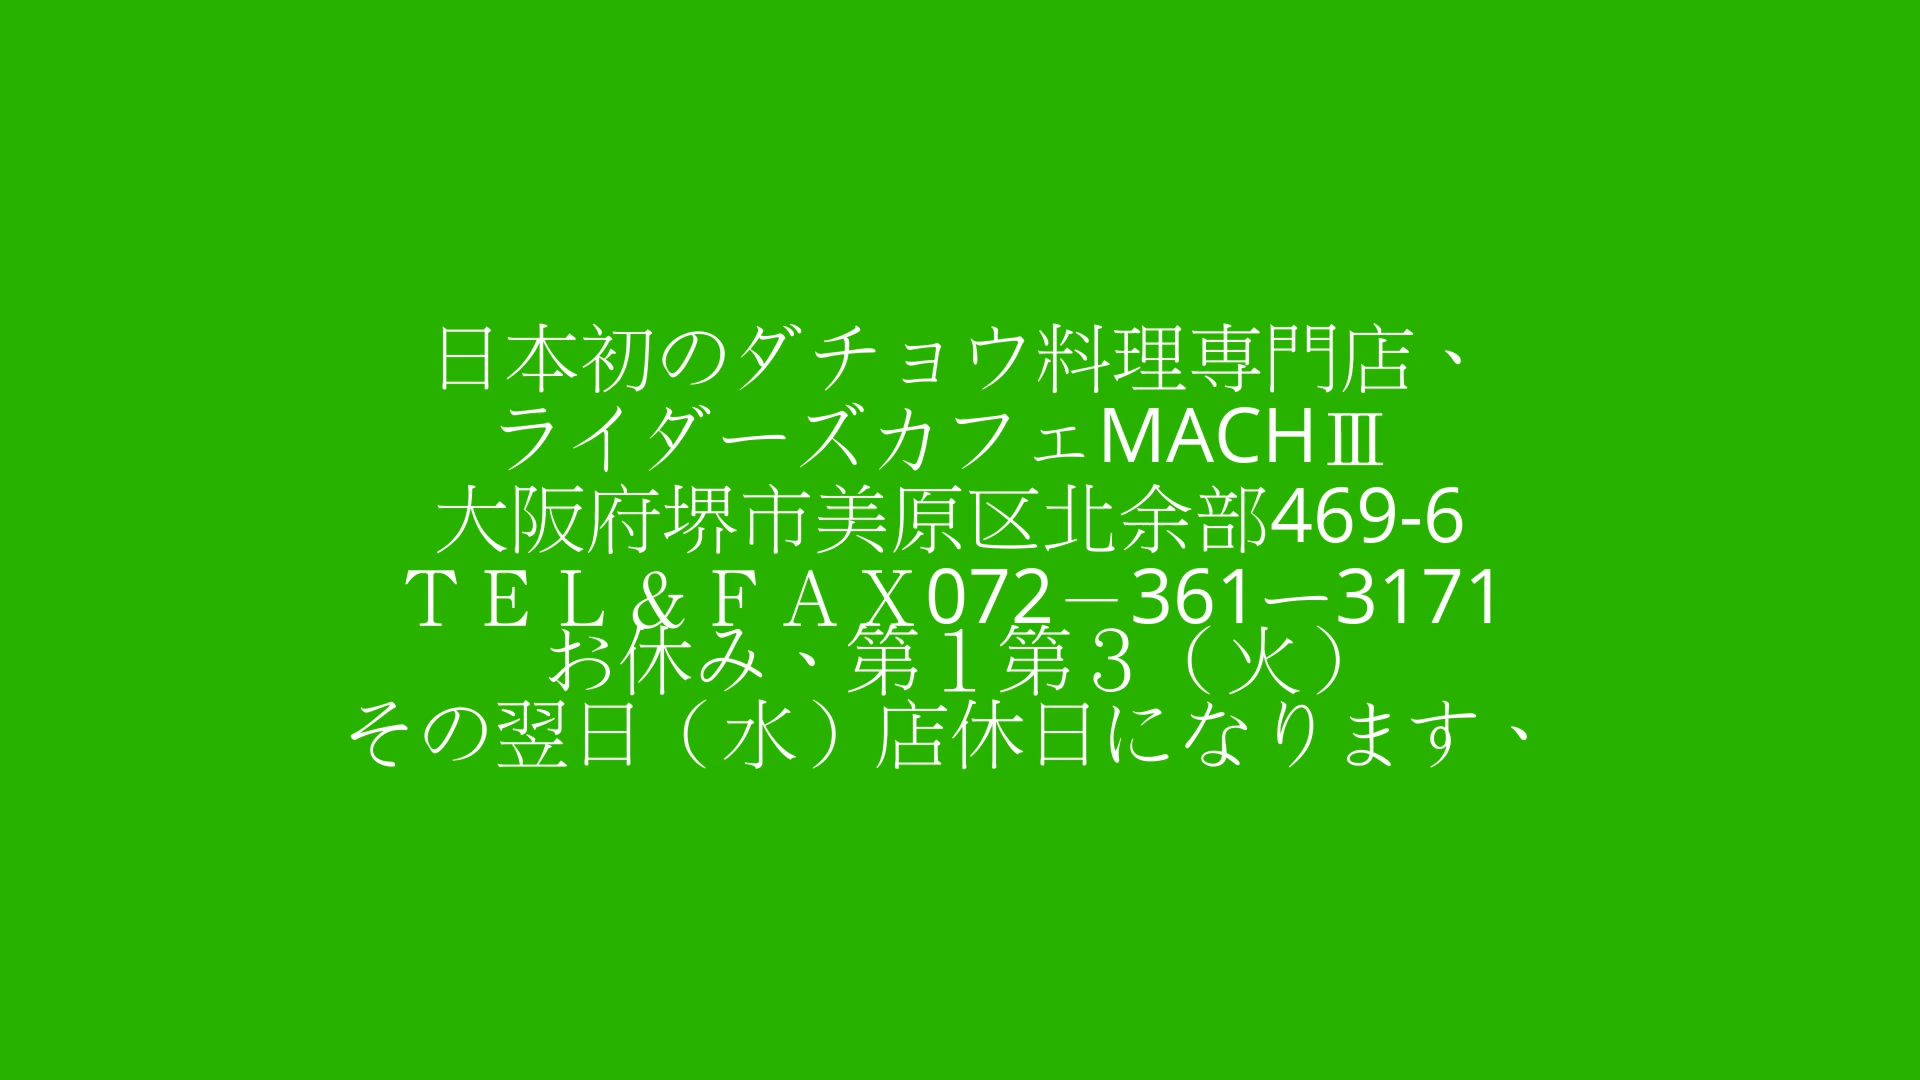 日本初のダチョウ料理専門店、
ライダーズカフェMACHⅢ
大阪府堺市美原区北余部469-6
ＴＥＬ＆ＦＡＸ072－361ー3171
お休み、第１第３（火）
その翌日（水）店休日になります、